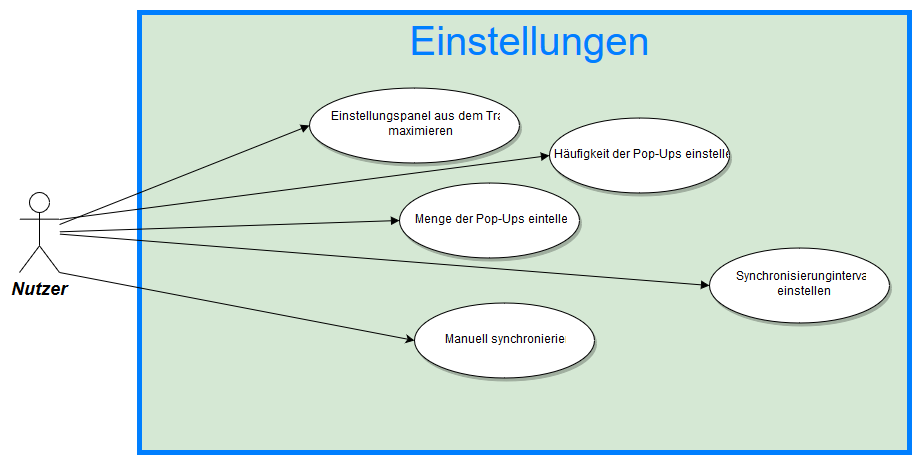 Einstellungen
Einstellungspanel aus dem Tra
maximieren
Häufigkeit der Pop-Ups einstelle
Menge der Pop-Ups eintelle
Synchronisierungsinterva
einstellen
Manuell synchronierie
Nutzer